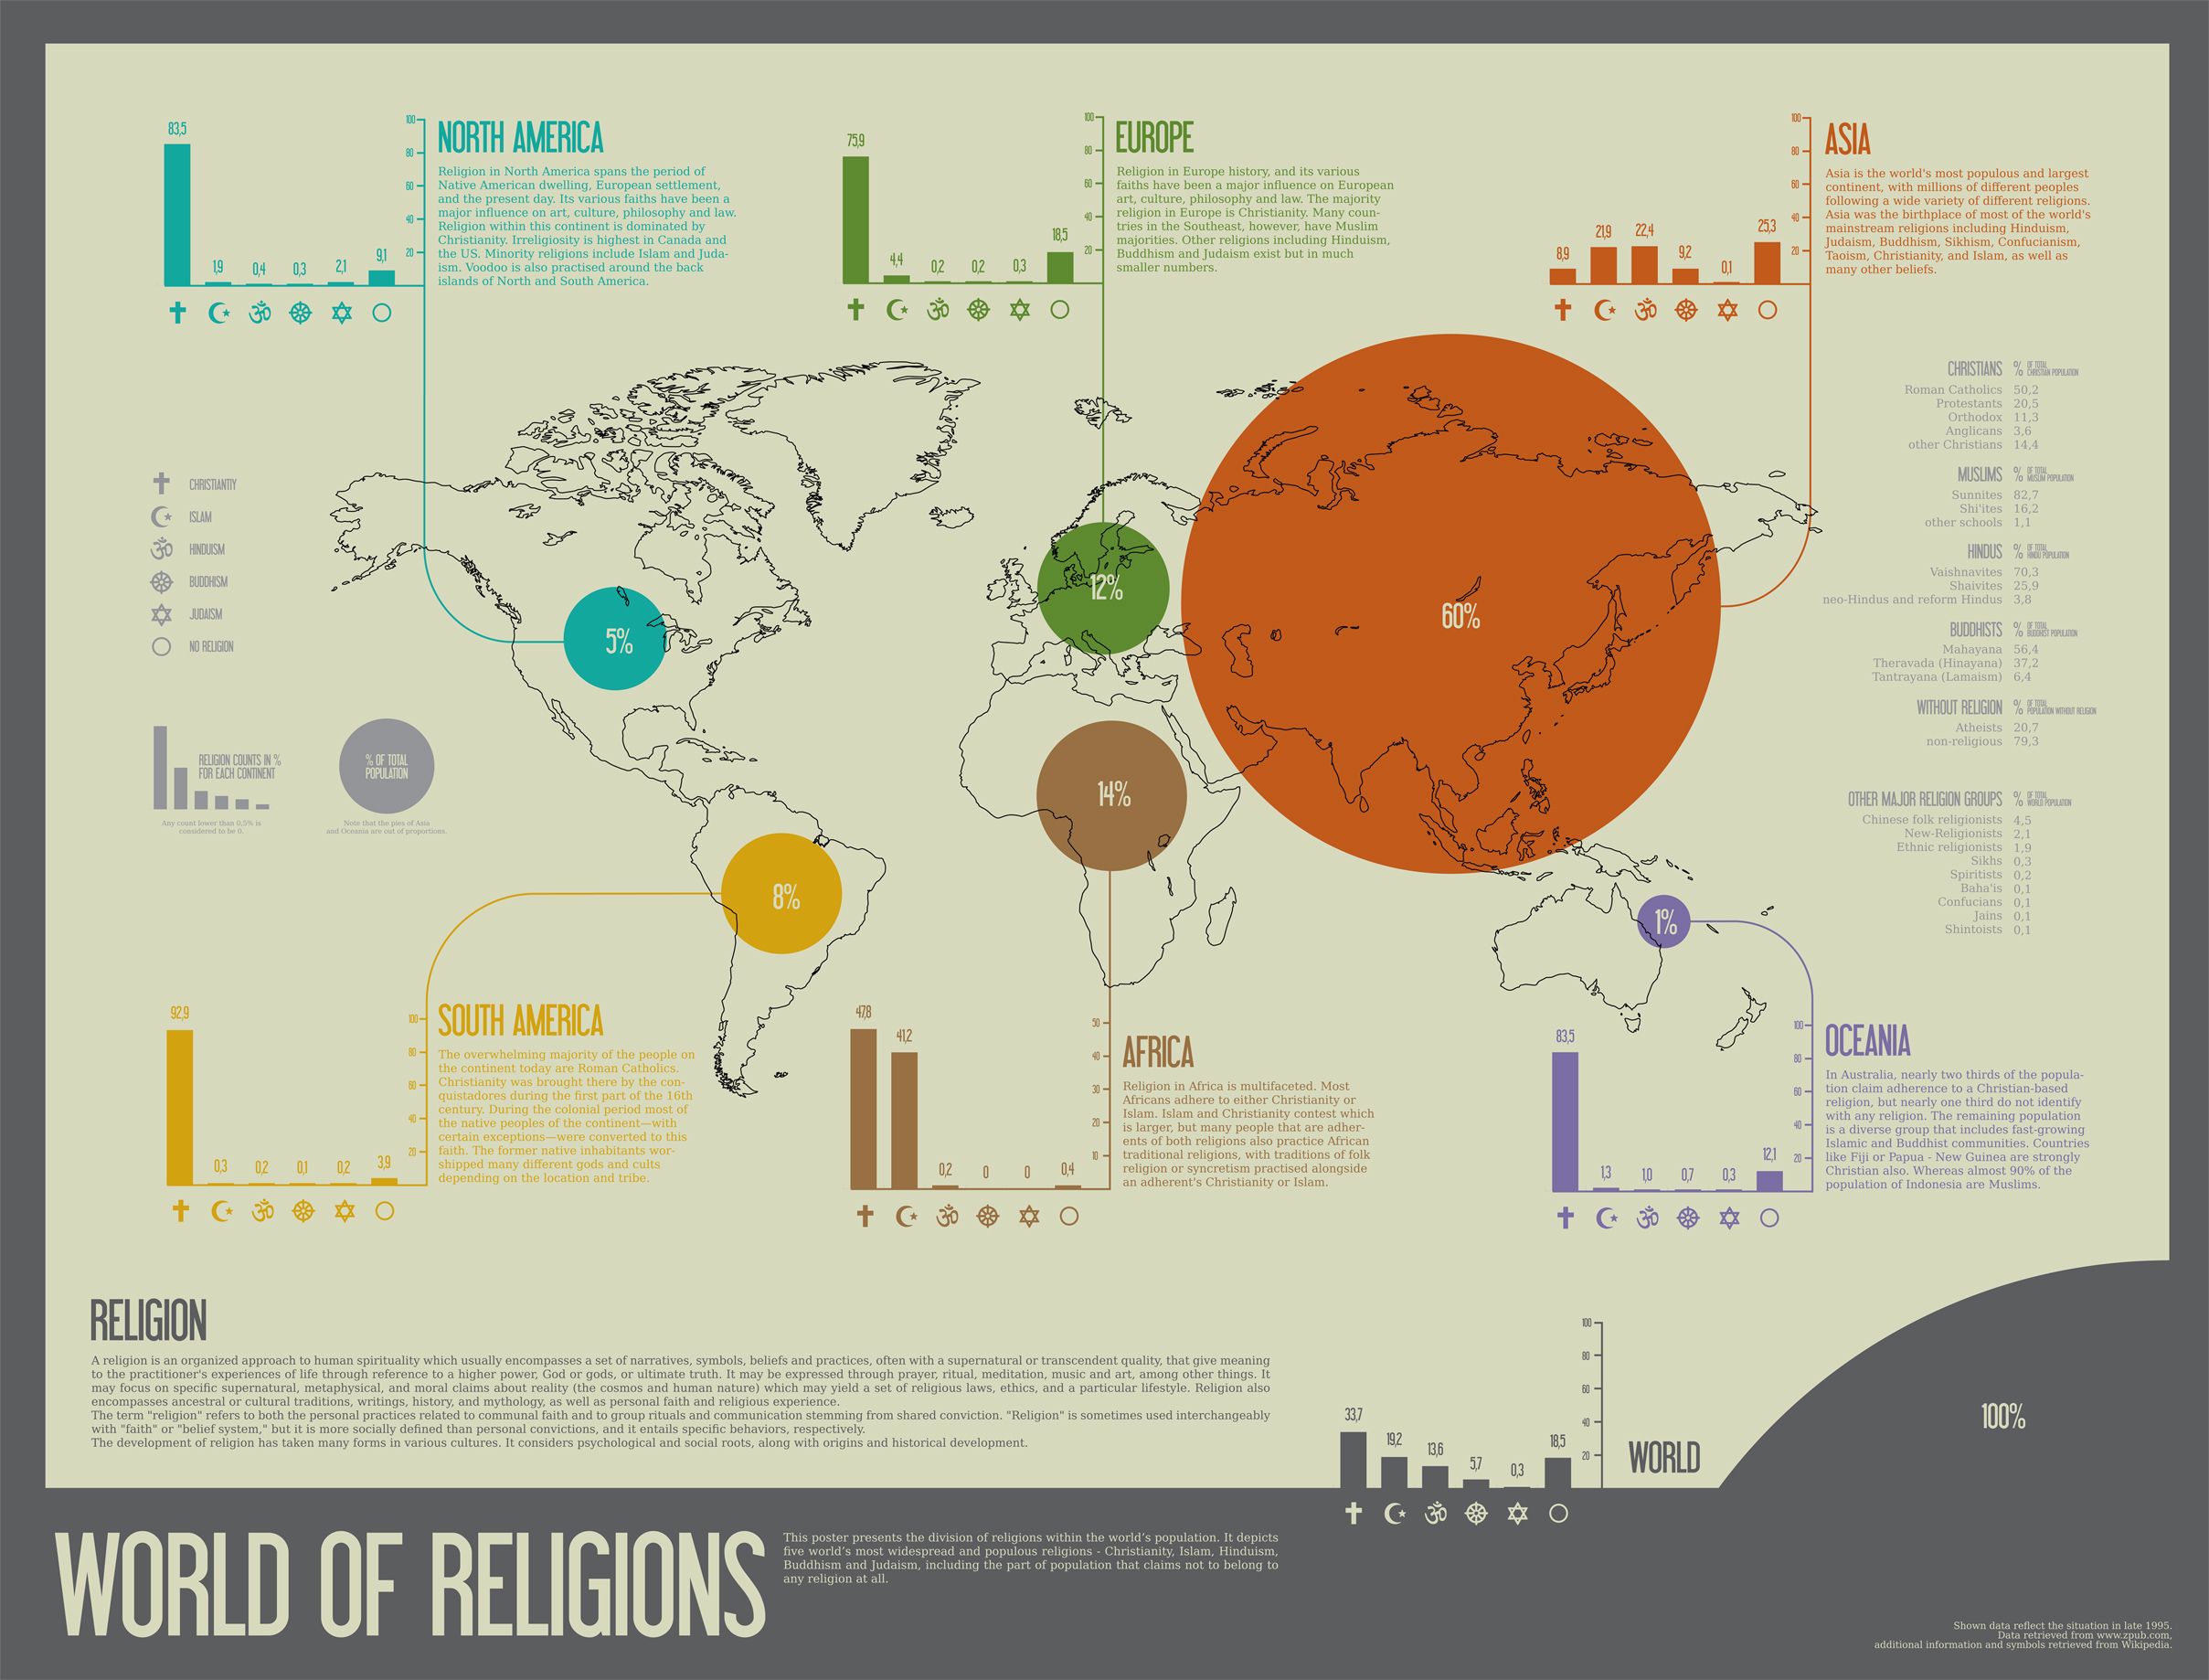 83,5
1,9
0,4
0,3
2,1
9,1
100
80
60
40
20
NORTH AMERICA
Religion in North America spans the period of
Native American dwelling, European settlement,
and the present day. Its various faiths have been a
major influence on art, culture, philosophy and law.
Religion within this continent is dominated by
Christianity. Irreligiosity is highest in Canada and
the US. Minority religions include Islam and Juda-
ism. Voodoo is also practised around the back
islands of North and South America.
75,9
4,4
0,2
0,2
0,3
18,5
100
80
60
40
20
EUROPE
Religion in Europe history, and its various
faiths have been a major influence on European
art, culture, philosophy and law. The majority
religion in Europe is Christianity. Many coun-
tries in the Southeast, however, have Muslim
majorities. Other religions including Hinduism,
Buddhism and Judaism exist but in much
smaller numbers.
8,9
21,9
22,4
9,2
0,1
25,3
100
80
60
40
20
ASIA
Asia is the world's most populous and largest
continent, with millions of different peoples
following a wide variety of different religions.
Asia was the birthplace of most of the world's
mainstream religions including Hinduism,
Judaism, Buddhism, Sikhism, Confucianism,
Taoism, Christianity, and Islam, as well as
many other beliefs.
CHRISTIANTIY
ISLAM
HINDUISM
BUDDHISM
JUDAISM
NO RELIGION
RELIGION COUNTS IN %
FOR EACH CONTINENT
Any count lower than 0,5% is
considered to be 0.
% OF TOTAL
POPULATION
Note that the pies of Asia
and Oceania are out of proportions.
5%
12%
60%
14%
8%
1%
CHRISTIANS % OF TOTAL CHRISTIAN POPULATION
Roman Catholics 50,2
Protestants 20,5
Orthodox 11,3
Anglicans 3,6
other Christians 14,4
MUSLIMS % OF TOTAL MUSLIM POPULATION
Sunnites 82,7
Shi'ites 16,2
other schools 1,1
HINDUS % OF TOTAL HINDU POPULATION
Vaishnavites 70,3
Shaivites 25,9
neo-Hindus and reform Hindus 3,8
BUDDHISTS % OF TOTAL BUDDHIST POPULATION
Mahayana 56,4
Theravada (Hinayana) 37,2
Tantrayana (Lamaism) 6,4
WITHOUT RELIGION % OF TOTAL POPULATION WITHOUT RELIGION
Atheists 20,7
non-religious 79,3
OTHER MAJOR RELIGION GROUPS % OF TOTAL WORLD POPULATION
Chinese folk religionists 4,5
New-Religionists 2,1
Ethnic religionists 1,9
Sikhs 0,3
Spiritists 0,2
Baha'is 0,1
Confucians 0,1
Jains 0,1
Shintoists 0,1
92,9
0,3
0,2
0,1
0,2
3,9
100
80
60
40
20
SOUTH AMERICA
The overwhelming majority of the people on
the continent today are Roman Catholics.
Christianity was brought there by the con-
quistadores during the first part of the 16th
century. During the colonial period most of
the native peoples of the continent—with
certain exceptions—were converted to this
faith. The former native inhabitants wor-
shipped many different gods and cults
depending on the location and tribe.
47,8
41,2
0,2
0
0
0,4
50
40
30
20
10
AFRICA
Religion in Africa is multifaceted. Most
Africans adhere to either Christianity or
Islam. Islam and Christianity contest which
is larger, but many people that are adher-
ents of both religions also practice African
traditional religions, with traditions of folk
religion or syncretism practised alongside
an adherent's Christianity or Islam.
83,5
1,3
1,0
0,7
0,3
12,1
100
80
60
40
20
OCEANIA
In Australia, nearly two thirds of the popula-
tion claim adherence to a Christian-based
religion, but nearly one third do not identify
with any religion. The remaining population
is a diverse group that includes fast-growing
Islamic and Buddhist communities. Countries
like Fiji or Papua - New Guinea are strongly
Christian also. Whereas almost 90% of the
population of Indonesia are Muslims.
RELIGION
A religion is an organized approach to human spirituality which usually encompasses a set of narratives, symbols, beliefs and practices, often with a supernatural or transcendent quality, that give meaning
to the practitioner's experiences of life through reference to a higher power, God or gods, or ultimate truth. It may be expressed through prayer, ritual, meditation, music and art, among other things. It
may focus on specific supernatural, metaphysical, and moral claims about reality (the cosmos and human nature) which may yield a set of religious laws, ethics, and a particular lifestyle. Religion also
encompasses ancestral or cultural traditions, writings, history, and mythology, as well as personal faith and religious experience.
The term "religion" refers to both the personal practices related to communal faith and to group rituals and communication stemming from shared conviction. "Religion" is sometimes used interchangeably
with "faith" or "belief system," but it is more socially defined than personal convictions, and it entails specific behaviors, respectively.
The development of religion has taken many forms in various cultures. It considers psychological and social roots, along with origins and historical development.
33,7
19,2
13,6
5,7
0,3
18,5
100
80
60
40
20
WORLD
100%
WORLD OF RELIGIONS
This poster presents the division of religions within the world’s population. It depicts
five world’s most widespread and populous religions - Christianity, Islam, Hinduism,
Buddhism and Judaism, including the part of population that claims not to belong to
any religion at all.
Shown data reflect the situation in late 1995.
Data retrieved from www.zpub.com,
additional information and symbols retrieved from Wikipedia.